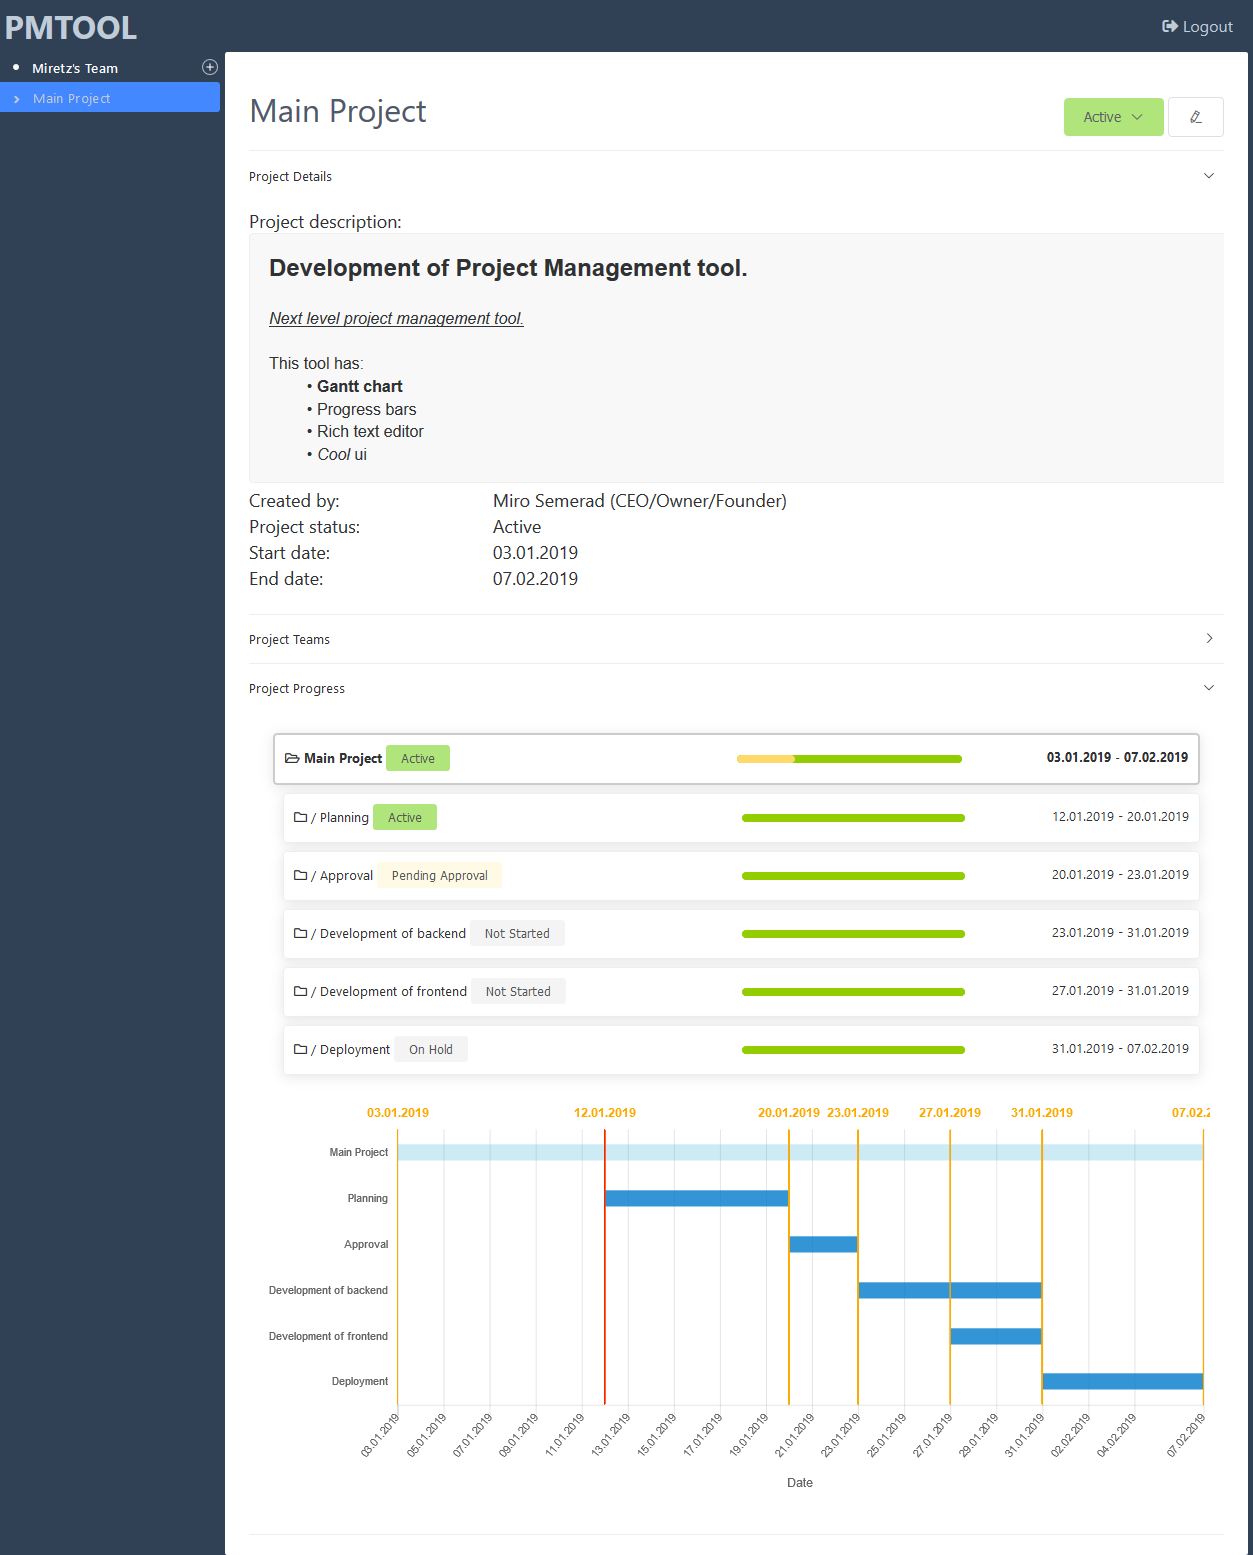 PMTOOL
Logout
Miretz's Team
Main Project
Main Project
Active
Project Details
Project description:
Development of Project Management tool.
Next level project management tool.
This tool has:
• Gantt chart
• Progress bars
• Rich text editor
• Cool ui
Created by: Miro Semerad (CEO/Owner/Founder)
Project status: Active
Start date: 03.01.2019
End date: 07.02.2019
Project Teams
Project Progress
Main Project Active 03.01.2019 - 07.02.2019
/ Planning Active 12.01.2019 - 20.01.2019
/ Approval Pending Approval 20.01.2019 - 23.01.2019
/ Development of backend Not Started 23.01.2019 - 31.01.2019
/ Development of frontend Not Started 27.01.2019 - 31.01.2019
/ Deployment On Hold 31.01.2019 - 07.02.2019
03.01.2019 12.01.2019 20.01.2019 23.01.2019 27.01.2019 31.01.2019 07.02.2
Main Project
Planning
Approval
Development of backend
Development of frontend
Deployment
03.01.2019 05.01.2019 07.01.2019 09.01.2019 11.01.2019 13.01.2019 15.01.2019 17.01.2019 19.01.2019 21.01.2019 23.01.2019 25.01.2019 27.01.2019 29.01.2019 31.01.2019 02.02.2019 04.02.2019 07.02.2019
Date